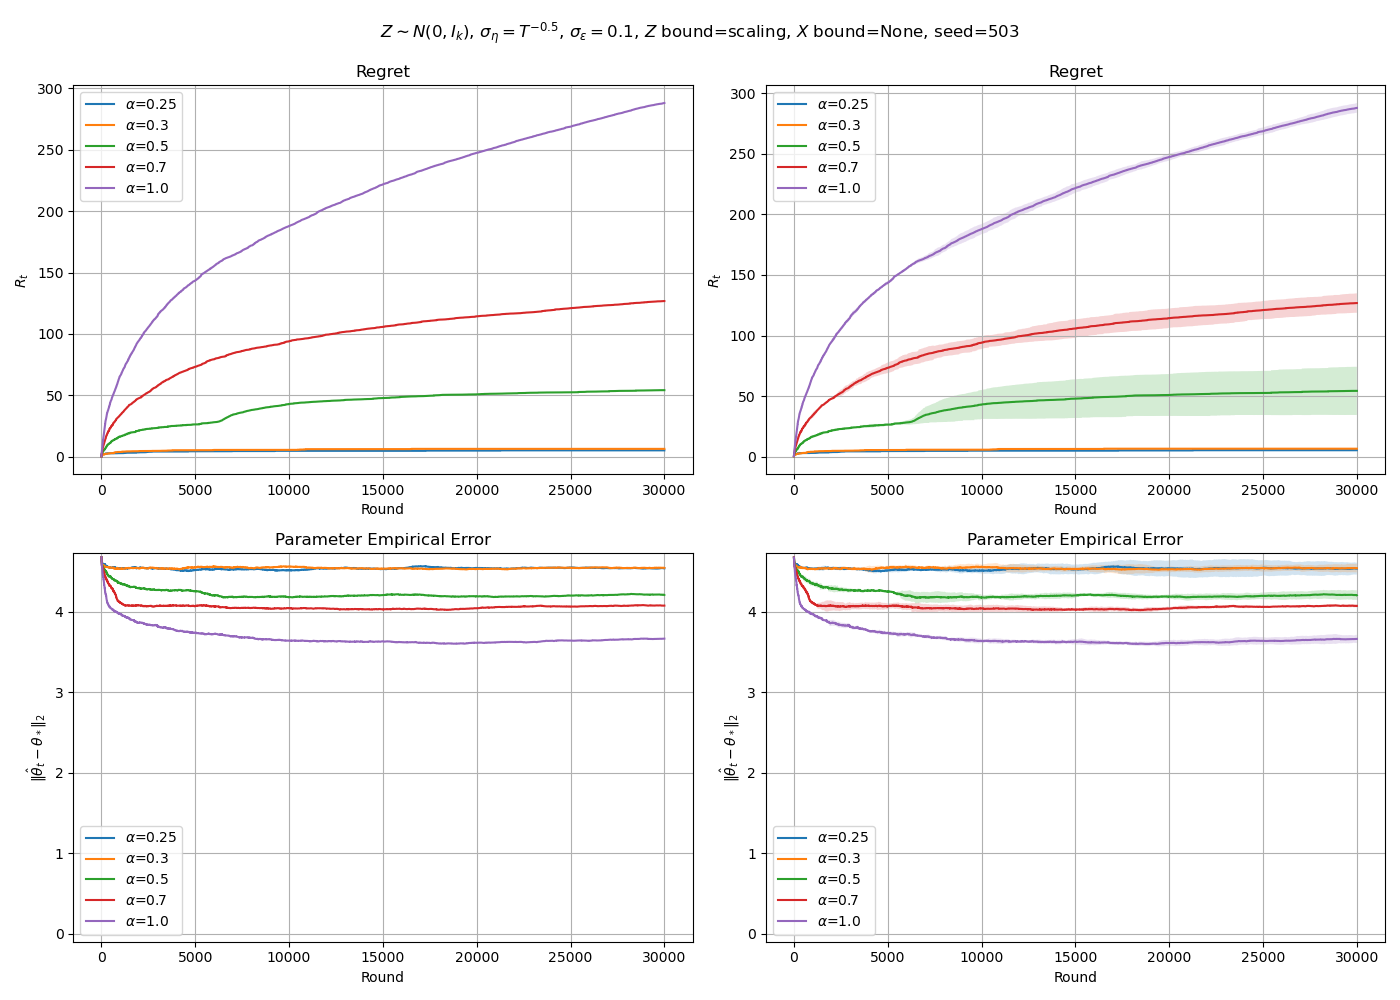 Z ∼ N(0, I_k), σ_η = T^{−0.5}, σ_ε = 0.1, Z bound=scaling, X bound=None, seed=503
Regret
R_t
300
250
200
150
100
50
0
α=0.25
α=0.3
α=0.5
α=0.7
α=1.0
0 5000 10000 15000 20000 25000 30000
Round
Regret
R_t
300
250
200
150
100
50
0
α=0.25
α=0.3
α=0.5
α=0.7
α=1.0
0 5000 10000 15000 20000 25000 30000
Round
Parameter Empirical Error
‖θ̂_t − θ_*‖_2
4
3
2
1
0
α=0.25
α=0.3
α=0.5
α=0.7
α=1.0
0 5000 10000 15000 20000 25000 30000
Round
Parameter Empirical Error
‖θ̂_t − θ_*‖_2
4
3
2
1
0
α=0.25
α=0.3
α=0.5
α=0.7
α=1.0
0 5000 10000 15000 20000 25000 30000
Round